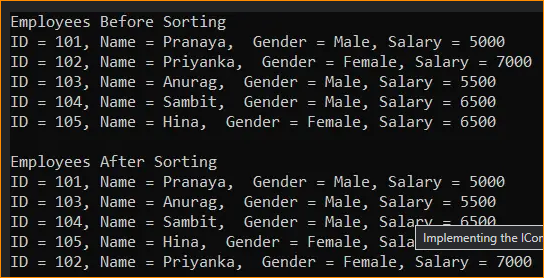 Employees Before Sorting
ID = 101, Name = Pranaya,  Gender = Male, Salary = 5000
ID = 102, Name = Priyanka,  Gender = Female, Salary = 7000
ID = 103, Name = Anurag,  Gender = Male, Salary = 5500
ID = 104, Name = Sambit,  Gender = Male, Salary = 6500
ID = 105, Name = Hina,  Gender = Female, Salary = 6500
Employees After Sorting
ID = 101, Name = Pranaya,  Gender = Male, Salary = 5000
ID = 103, Name = Anurag,  Gender = Male, Salary = 5500
ID = 104, Name = Sambit,  Gender = Male, Salary = 6500
ID = 105, Name = Hina,  Gender = Female, Sala
Implementing the ICo
ID = 102, Name = Priyanka,  Gender = Female, Salary = 7000